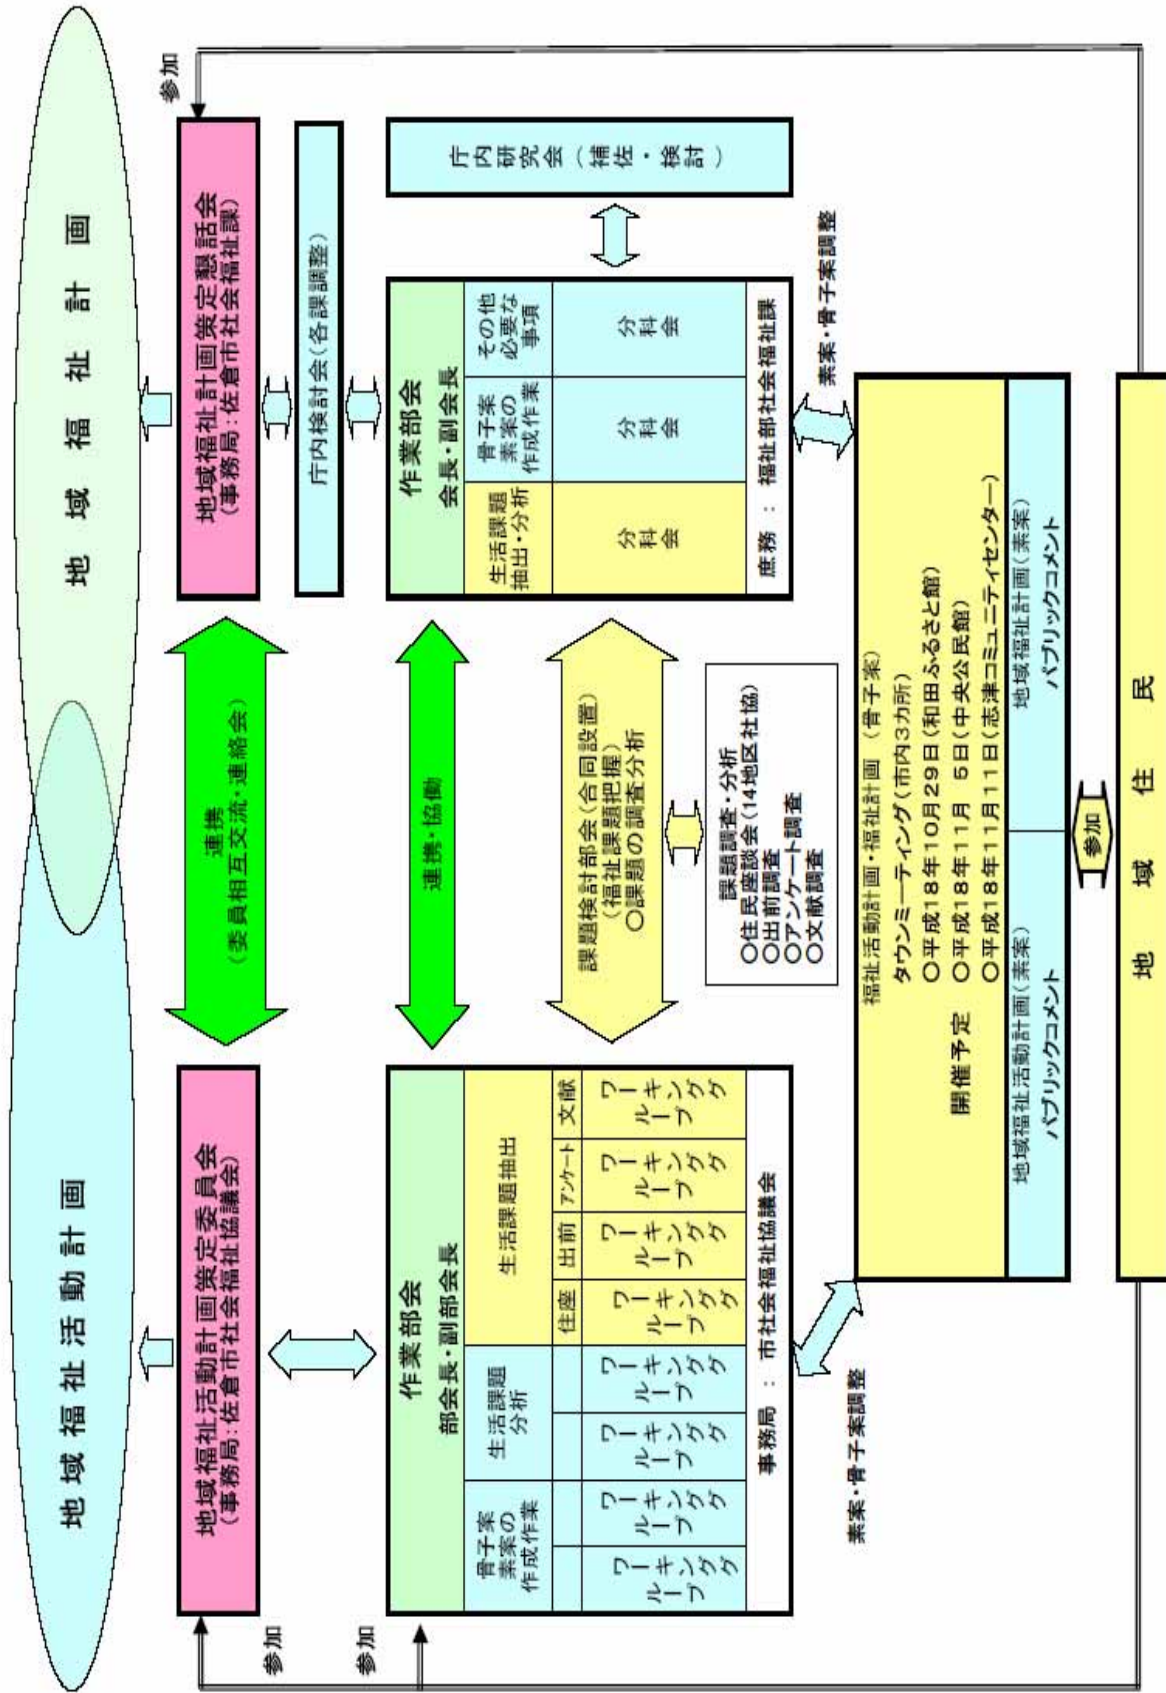 地域福祉活動計画
地域福祉計画
地域福祉活動計画策定委員会
(事務局:佐倉市社会福祉協議会)
連携
(委員相互交流・連絡会)
地域福祉計画策定懇話会
(事務局:佐倉市社会福祉課)
参加
参加
庁内検討会(各課調整)
参加
作業部会
部会長・副部会長
骨子案
素案の
作成作業
生活課題
分析
生活課題抽出
住座
出前
アンケート
文献
ワーキング
グループ
ワーキング
グループ
ワーキング
グループ
ワーキング
グループ
ワーキング
グループ
ワーキング
グループ
ワーキング
グループ
ワーキング
グループ
事務局 : 市社会福祉協議会
連携・協働
課題検討部会(合同設置)
(福祉課題把握)
○課題の調査分析
課題調査・分析
○住民座談会(14地区社協)
○出前調査
○アンケート調査
○文献調査
作業部会
会長・副会長
生活課題
抽出・分析
骨子案
素案の
作成作業
その他
必要な
事項
分科会
分科会
分科会
庶務 : 福祉部社会福祉課
庁内研究会(補佐・検討)
素案・骨子案調整
素案・骨子案調整
福祉活動計画・福祉計画 (骨子案)
タウンミーティング(市内3カ所)
○平成18年10月29日(和田ふるさと館)
開催予定 ○平成18年11月 5日(中央公民館)
○平成18年11月11日(志津コミュニティセンター)
地域福祉活動計画(素案)
パブリックコメント
地域福祉計画(素案)
パブリックコメント
参加
地域住民